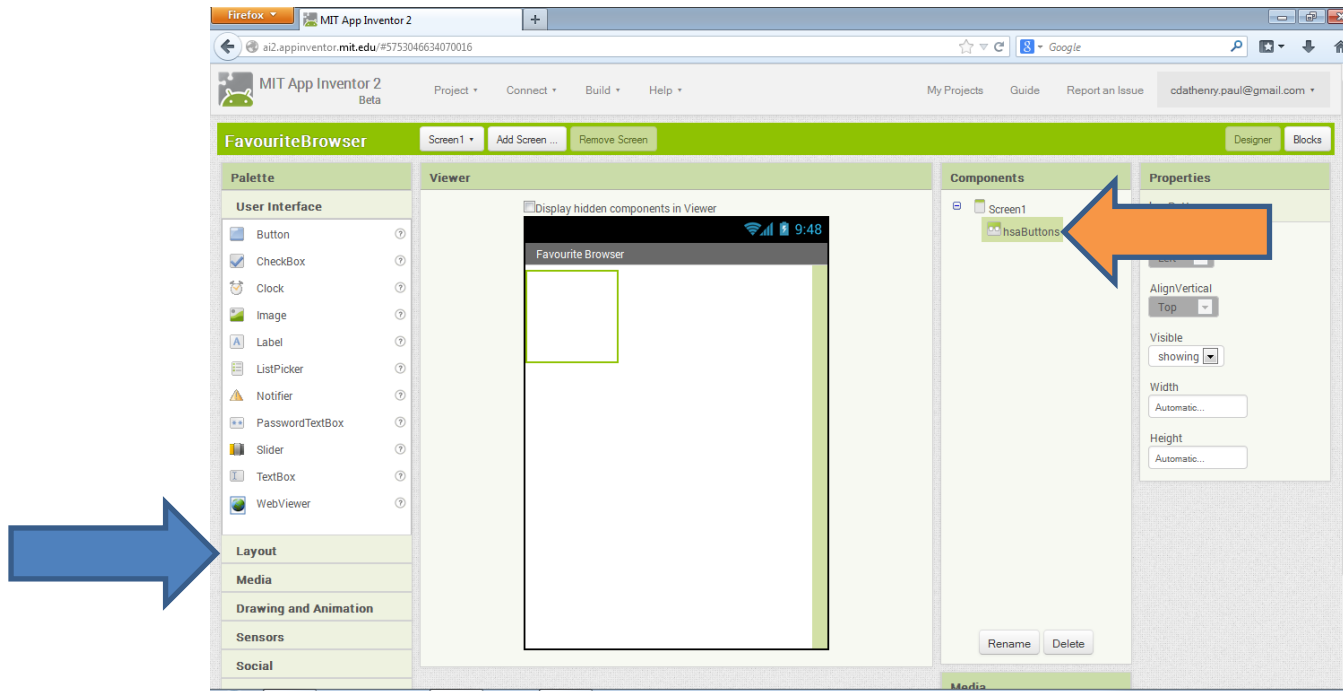 Firefox
MIT App Inventor 2
ai2.appinventor.mit.edu/#5753046634070016
Google
MIT App Inventor 2
Beta
Project
Connect
Build
Help
My Projects
Guide
Report an Issue
cdathenry.paul@gmail.com
FavouriteBrowser
Screen1
Add Screen ...
Remove Screen
Designer
Blocks
Palette
User Interface
Button
CheckBox
Clock
Image
Label
ListPicker
Notifier
PasswordTextBox
Slider
TextBox
WebViewer
Layout
Media
Drawing and Animation
Sensors
Social
Viewer
Display hidden components in Viewer
9:48
Favourite Browser
Components
Screen1
hsaButtons
Rename
Delete
Media
Properties
AlignVertical
Top
Visible
showing
Width
Automatic...
Height
Automatic...